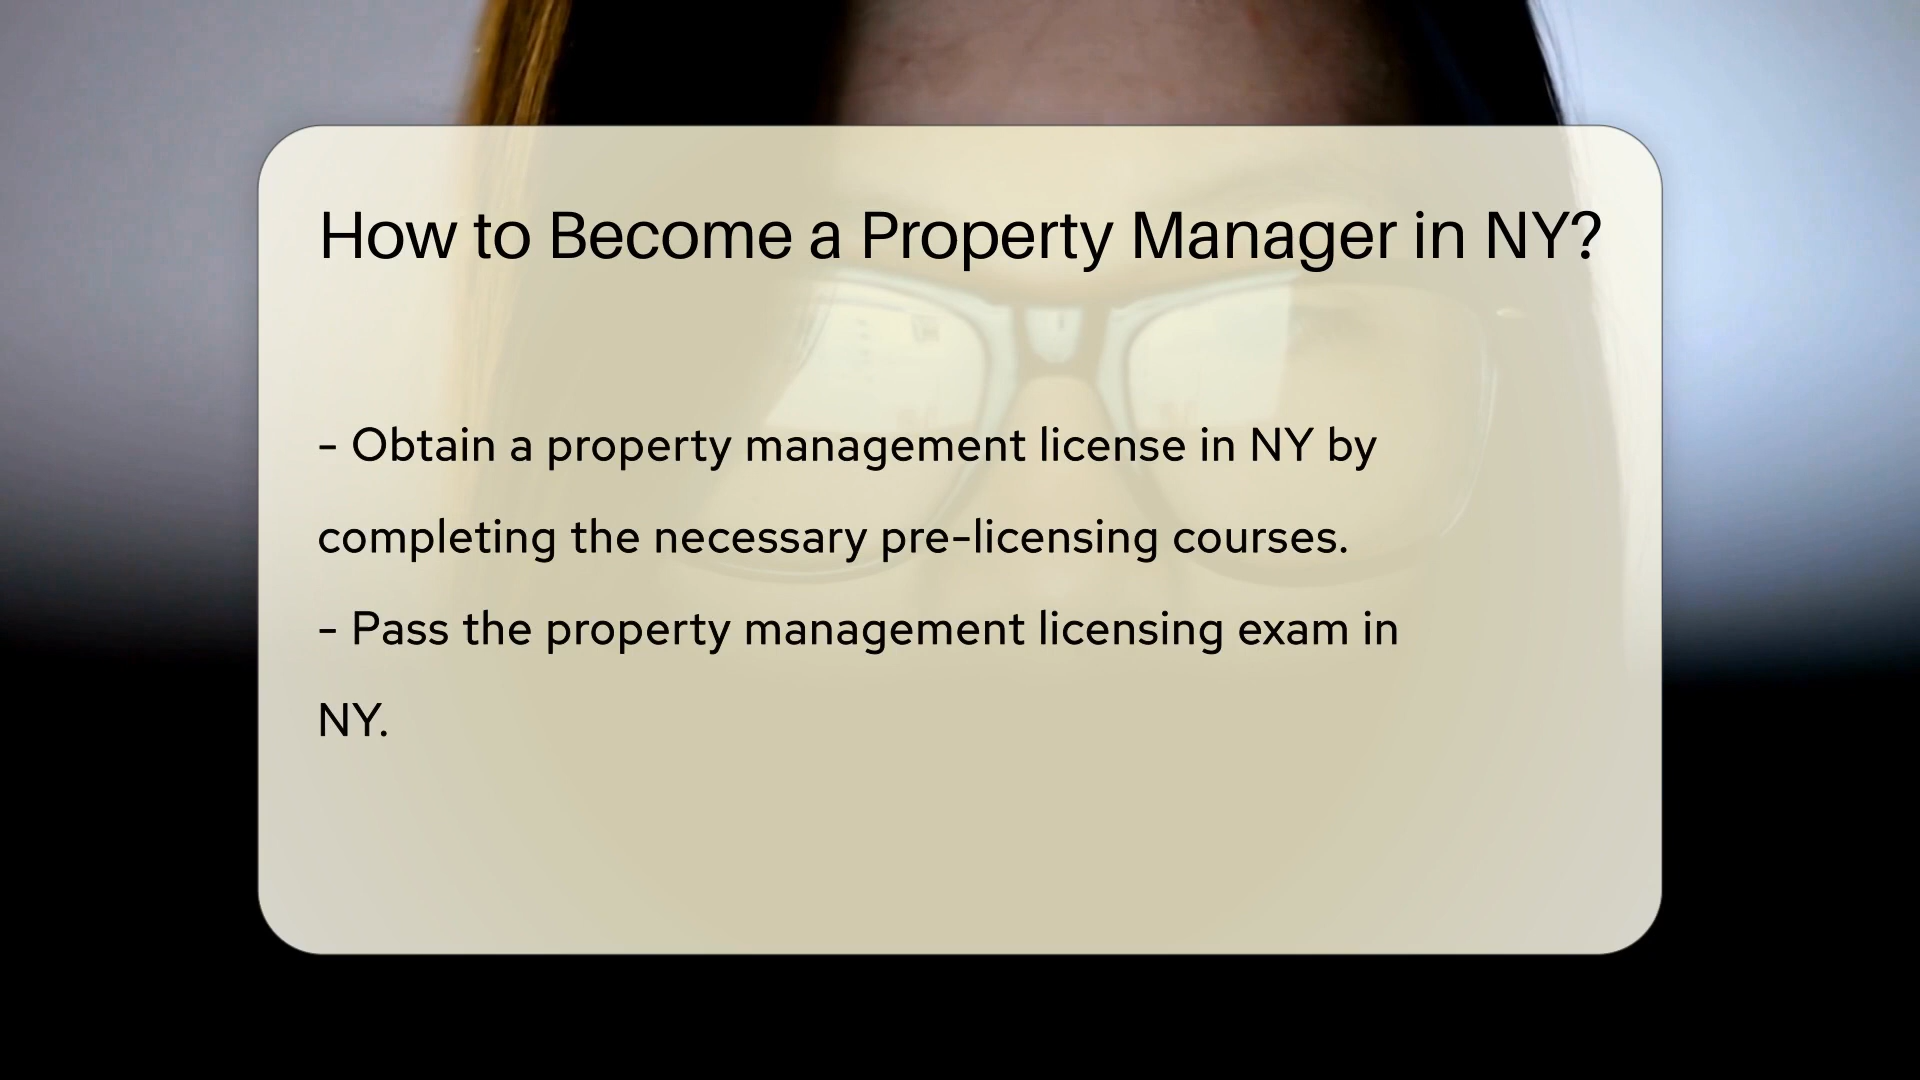 How to Become a Property Manager in NY?
- Obtain a property management license in NY by
completing the necessary pre-licensing courses.
- Pass the property management licensing exam in
NY.